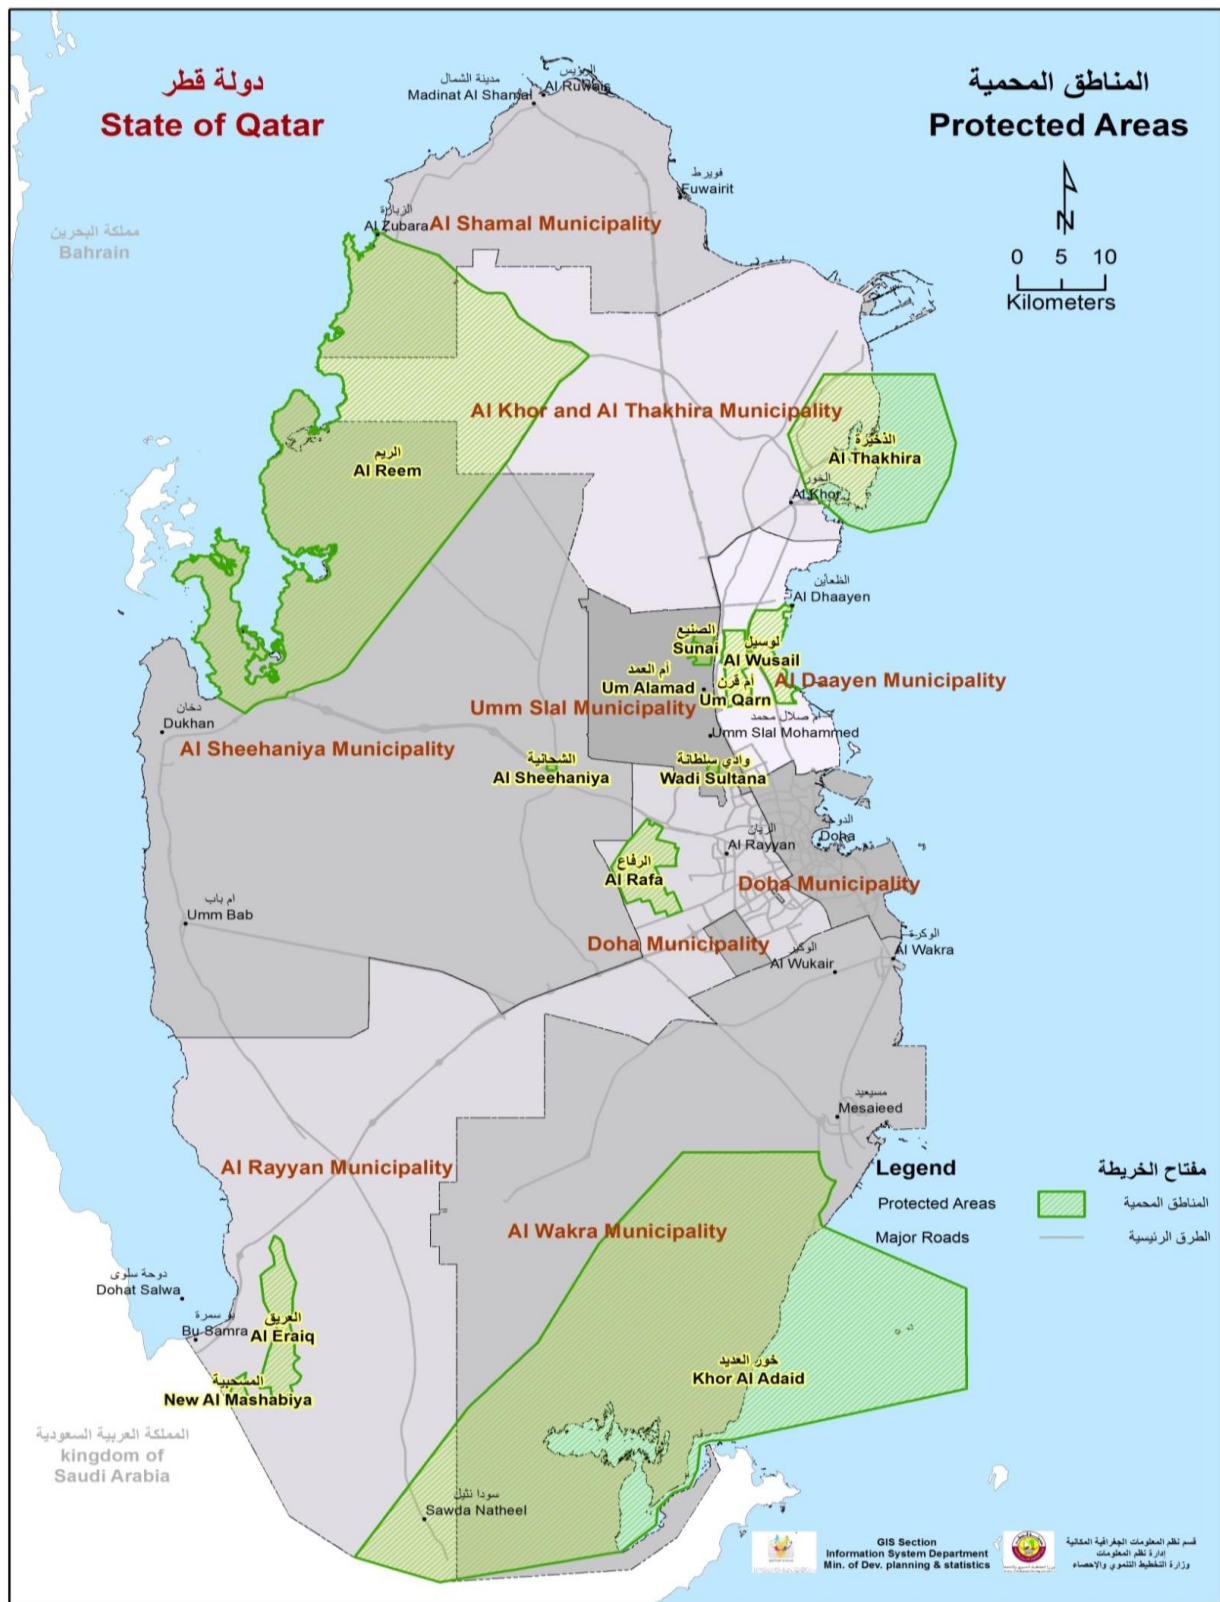 دولة قطر
State of Qatar
المناطق المحمية
Protected Areas
N
0 5 10
Kilometers
مدينة الشمال
Madinat Al Shamal
الرويس
Al Ruwais
فويرط
Fuwairit
الزبارة
Al Zubara
Al Shamal Municipality
مملكة البحرين
Bahrain
Al Khor and Al Thakhira Municipality
الذخيرة
Al Thakhira
الريم
Al Reem
الخور
Al Khor
الظعاين
Al Dhaayen
الصنيع
Sunai
لوسيل
Al Wusail
أم العمد
Um Alamad
أم قرن
Um Qarn
Al Daayen Municipality
Umm Slal Municipality
أم صلال محمد
Umm Slal Mohammed
دخان
Dukhan
Al Sheehaniya Municipality
الشحانية
Al Sheehaniya
وادي سلطانة
Wadi Sultana
الدوحة
Doha
الريان
Al Rayyan
الرفاع
Al Rafa
Doha Municipality
ام باب
Umm Bab
Doha Municipality
الوكير
Al Wukair
الوكرة
Al Wakra
مسيعيد
Mesaieed
Al Rayyan Municipality
Al Wakra Municipality
Legend
مفتاح الخريطة
Protected Areas
المناطق المحمية
Major Roads
الطرق الرئيسية
دوحة سلوى
Dohat Salwa
بو سمرة
Bu Samra
العريق
Al Eraiq
المسحبية
New Al Mashabiya
خور العديد
Khor Al Adaid
المملكة العربية السعودية
kingdom of
Saudi Arabia
سودا نثيل
Sawda Natheel
GIS Section
Information System Department
Min. of Dev. planning & statistics
قسم نظم المعلومات الجغرافية المكانية
إدارة نظم المعلومات
وزارة التخطيط التنموي والإحصاء